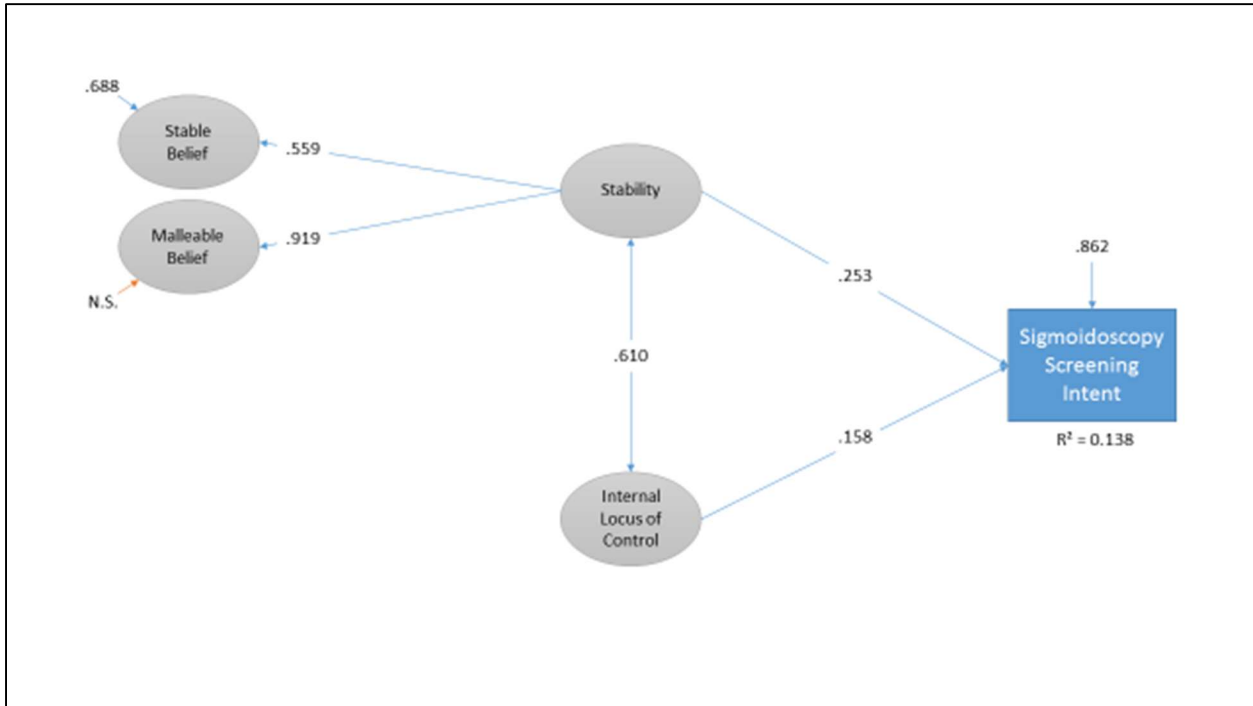 .688
Stable
Belief
.559
Malleable
Belief
.919
N.S.
Stability
.610
Internal
Locus of
Control
.253
.158
.862
Sigmoidoscopy
Screening
Intent
R² = 0.138